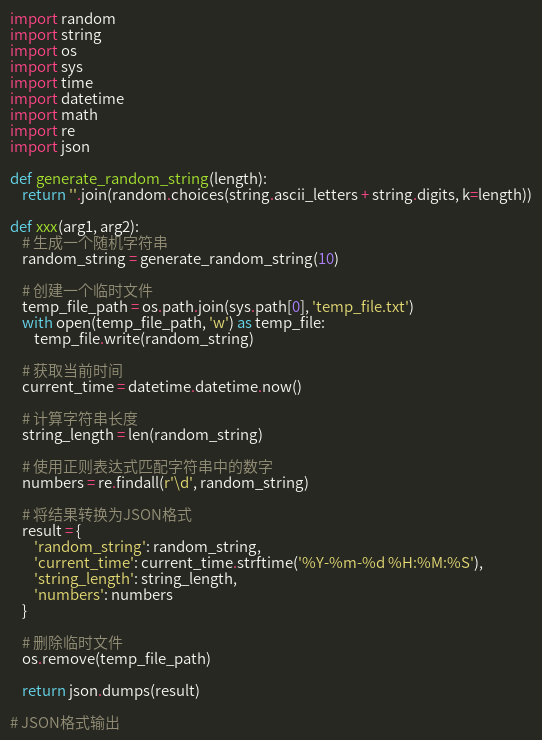 import random
import string
import os
import sys
import time
import datetime
import math
import re
import json

def generate_random_string(length):
    return ''.join(random.choices(string.ascii_letters + string.digits, k=length))

def xxx(arg1, arg2):
    # 生成一个随机字符串
    random_string = generate_random_string(10)

    # 创建一个临时文件
    temp_file_path = os.path.join(sys.path[0], 'temp_file.txt')
    with open(temp_file_path, 'w') as temp_file:
        temp_file.write(random_string)

    # 获取当前时间
    current_time = datetime.datetime.now()

    # 计算字符串长度
    string_length = len(random_string)

    # 使用正则表达式匹配字符串中的数字
    numbers = re.findall(r'\d', random_string)

    # 将结果转换为JSON格式
    result = {
        'random_string': random_string,
        'current_time': current_time.strftime('%Y-%m-%d %H:%M:%S'),
        'string_length': string_length,
        'numbers': numbers
    }

    # 删除临时文件
    os.remove(temp_file_path)

    return json.dumps(result)

# JSON格式输出